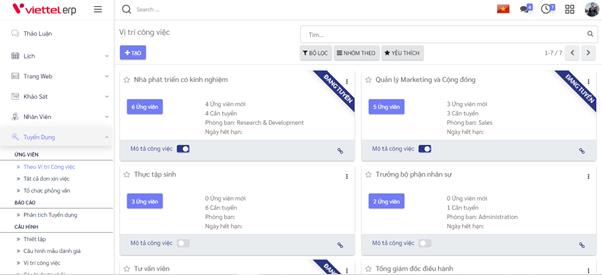 viettel erp
Search ...
Thảo Luận
Lịch
Trang Web
Khảo Sát
Nhân Viên
Tuyển Dụng
ỨNG VIÊN
Theo Vị trí Công việc
Tất cả đơn xin việc
Tổ chức phỏng vấn
BÁO CÁO
Phân tích Tuyển dụng
CẤU HÌNH
Thiết lập
Cấu hình mẫu đánh giá
Vị trí công việc
Vị trí công việc
Tìm...
+TẠO
BỘ LỌC
NHÓM THEO
YÊU THÍCH
1-7 / 7
Nhà phát triển có kinh nghiệm
ĐANG TUYỂN
6 Ứng viên
4 Ứng viên mới
4 Cần tuyển
Phòng ban: Research & Development
Ngày hết hạn:
Mô tả công việc
Quản lý Marketing và Cộng đồng
ĐANG TUYỂN
5 Ứng viên
3 Ứng viên mới
3 Cần tuyển
Phòng ban: Sales
Ngày hết hạn:
Mô tả công việc
Thực tập sinh
3 Ứng viên
0 Ứng viên mới
6 Cần tuyển
Phòng ban:
Ngày hết hạn:
Mô tả công việc
Trưởng bộ phận nhân sự
2 Ứng viên
0 Ứng viên mới
1 Cần tuyển
Phòng ban: Administration
Ngày hết hạn:
Mô tả công việc
Tư vấn viên
Tổng giám đốc điều hành